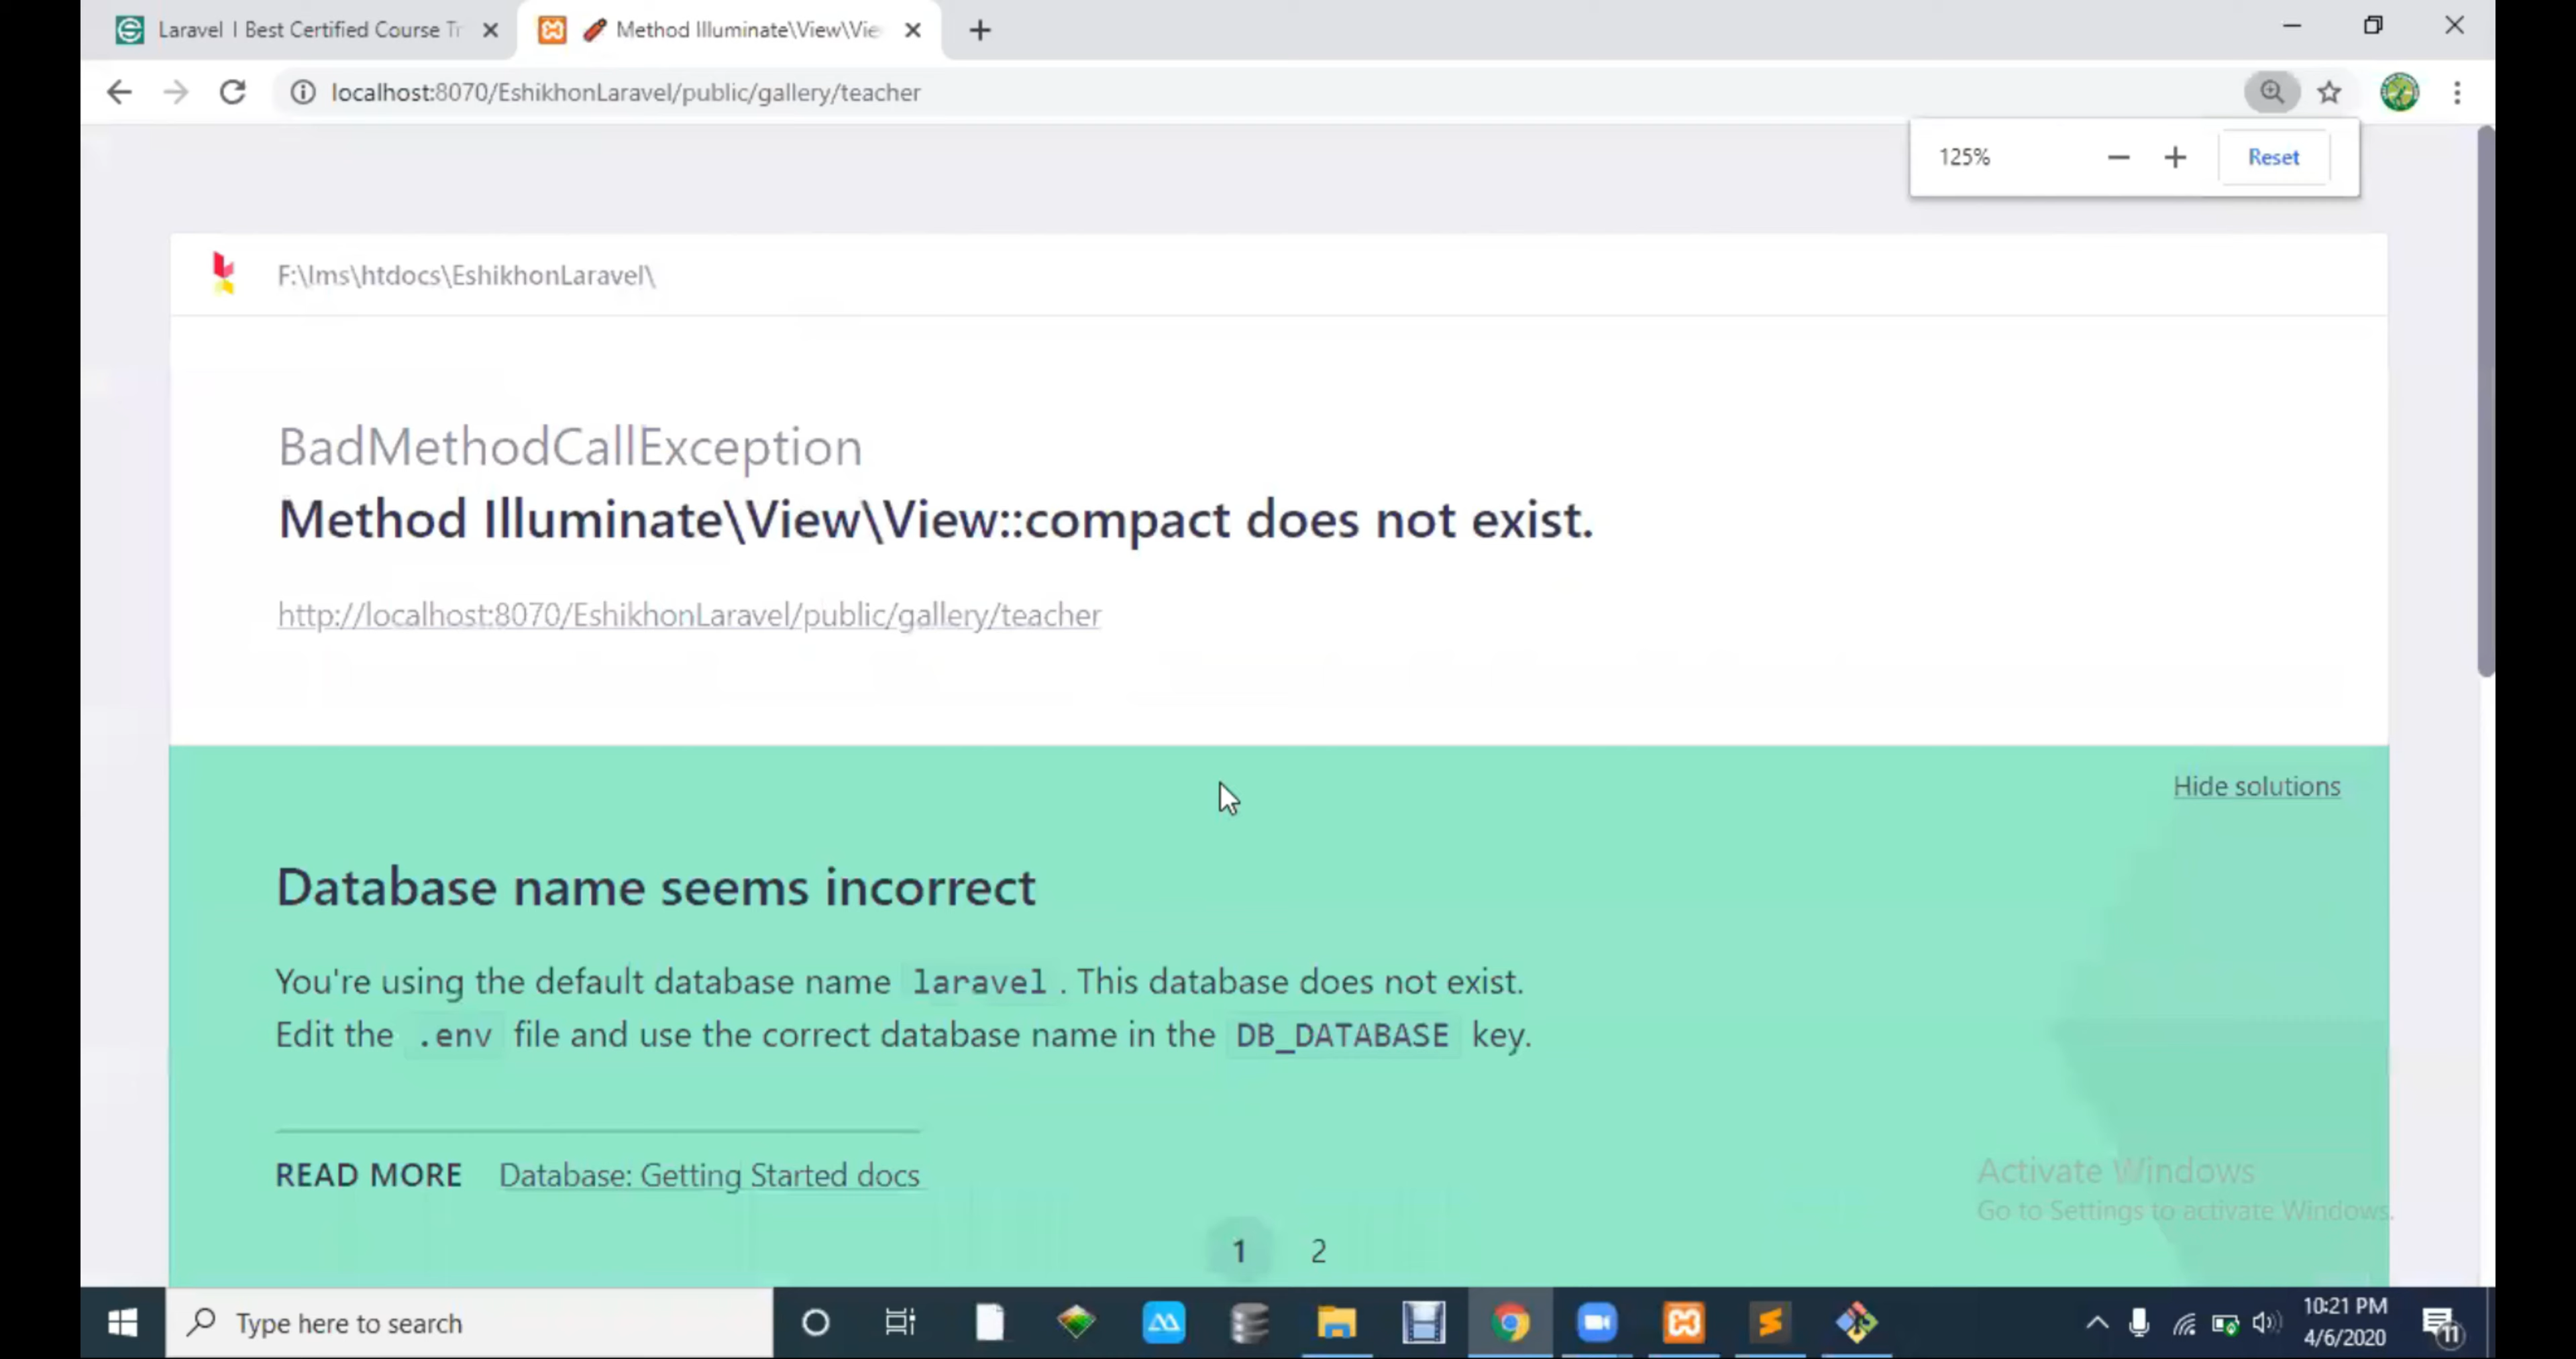 Laravel I Best Certified Course Tr
Method Illuminate\View\Vie
localhost:8070/EshikhonLaravel/public/gallery/teacher
125%
Reset
F:\lms\htdocs\EshikhonLaravel\
BadMethodCallException
Method Illuminate\View\View::compact does not exist.
http://localhost:8070/EshikhonLaravel/public/gallery/teacher
Hide solutions
Database name seems incorrect
You're using the default database name laravel . This database does not exist.
Edit the .env file and use the correct database name in the DB_DATABASE key.
READ MORE Database: Getting Started docs
Activate Windows
Go to Settings to activate Windows.
1 2
Type here to search
10:21 PM
4/6/2020
11